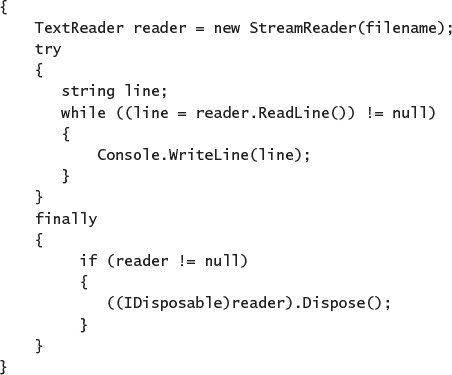 {
    TextReader reader = new StreamReader(filename);
    try
    {
       string line;
       while ((line = reader.ReadLine()) != null)
       {
           Console.WriteLine(line);
       }
    }
    finally
    {
         if (reader != null)
         {
            ((IDisposable)reader).Dispose();
         }
    }
}